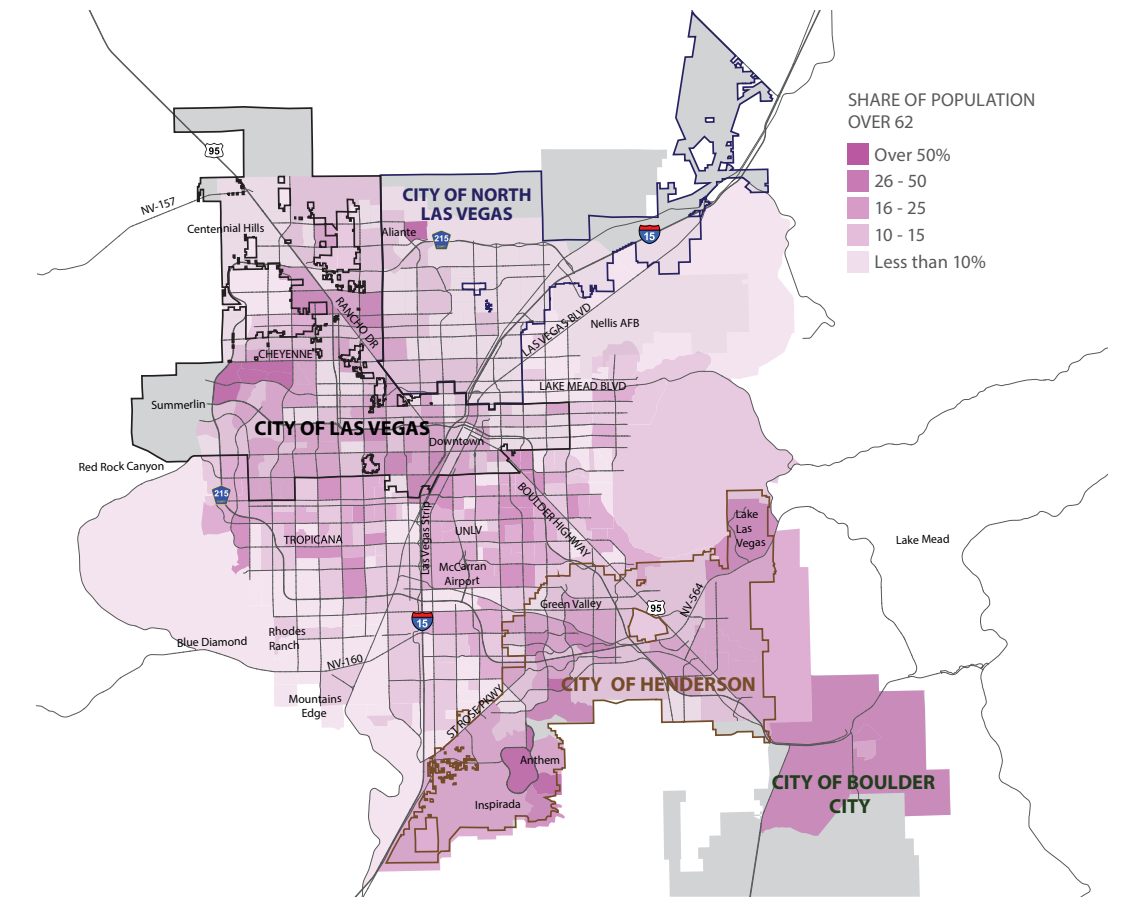 SHARE OF POPULATION
OVER 62
Over 50%
26 - 50
16 - 25
10 - 15
Less than 10%
95
NV-157
CITY OF NORTH
LAS VEGAS
Centennial Hills
Aliante
215
15
RANCHO DR
LAS VEGAS BLVD
Nellis AFB
CHEYENNE
LAKE MEAD BLVD
Summerlin
CITY OF LAS VEGAS
Downtown
Red Rock Canyon
215
BOULDER HIGHWAY
Las Vegas Strip
UNLV
TROPICANA
Lake
Las
Vegas
Lake Mead
McCarran
Airport
Green Valley
95
NV-564
15
Blue Diamond
Rhodes
Ranch
NV-160
CITY OF HENDERSON
Mountains
Edge
ST ROSE PKWY
Anthem
Inspirada
CITY OF BOULDER
CITY